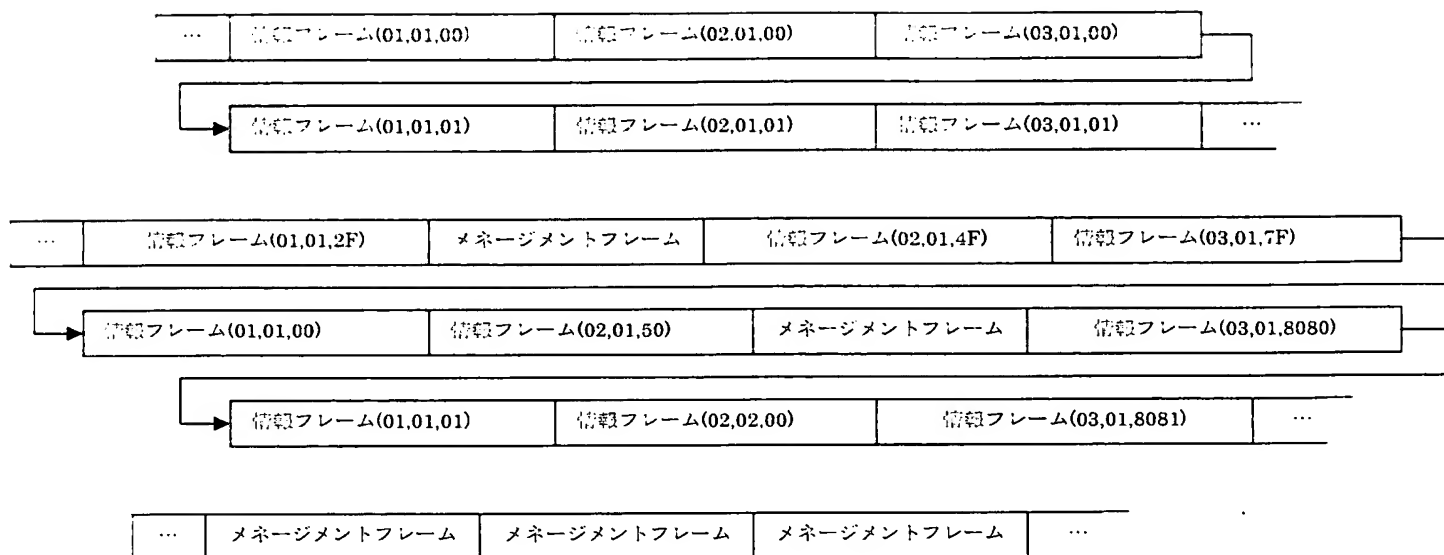 … 情報フレーム(01,01,00) 情報フレーム(02,01,00) 情報フレーム(03,01,00)
情報フレーム(01,01,01) 情報フレーム(02,01,01) 情報フレーム(03,01,01) …
… 情報フレーム(01,01,2F) メネージメントフレーム 情報フレーム(02,01,4F) 情報フレーム(03,01,7F)
情報フレーム(01,01,00) 情報フレーム(02,01,50) メネージメントフレーム 情報フレーム(03,01,8080)
情報フレーム(01,01,01) 情報フレーム(02,02,00) 情報フレーム(03,01,8081) …
… メネージメントフレーム メネージメントフレーム メネージメントフレーム …